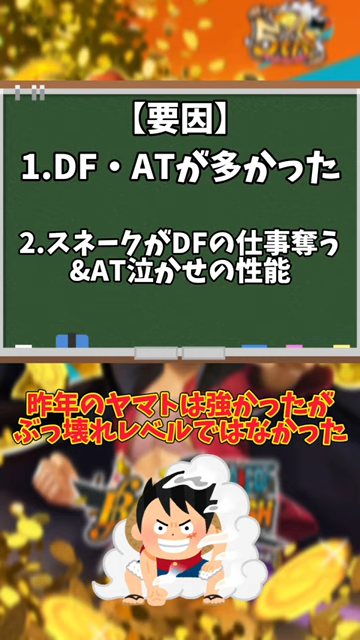 【要因】
1.DF・ATが多かった
2.スネークがDFの仕事奪う
&AT泣かせの性能
昨年のヤマトは強かったが
ぶっ壊れレベルではなかった